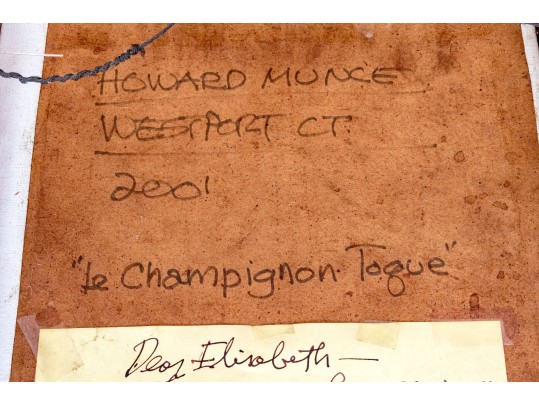 HOWARD MUNCE
WESTPORT CT.
2001
"Le Champignon Toque"
Dear Elisabeth —